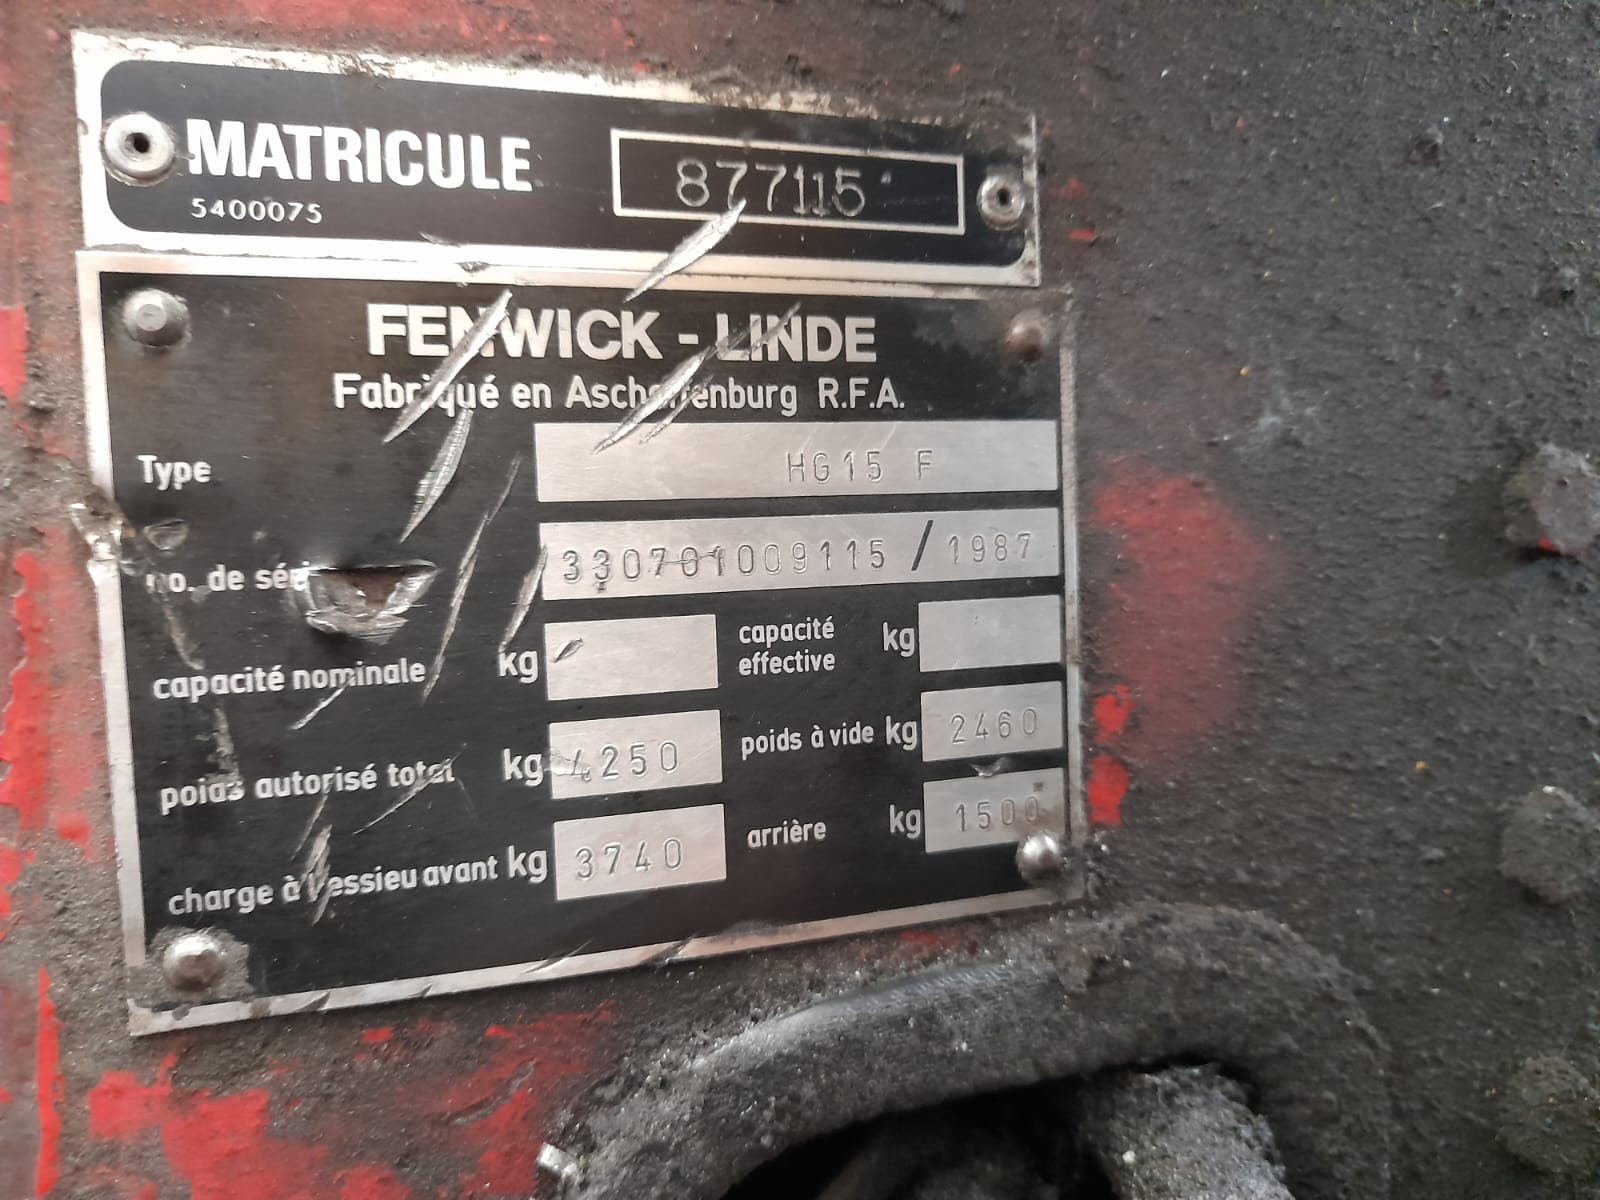 MATRICULE 877115
5400075
FENWICK - LINDE
Fabriqué en Aschaffenburg R.F.A.
Type HG15 F
no. de série 330701009115 / 1987
capacité nominale kg capacité effective kg
poids autorisé total kg 4250 poids à vide kg 2460
charge à l'essieu avant kg 3740 arrière kg 1500